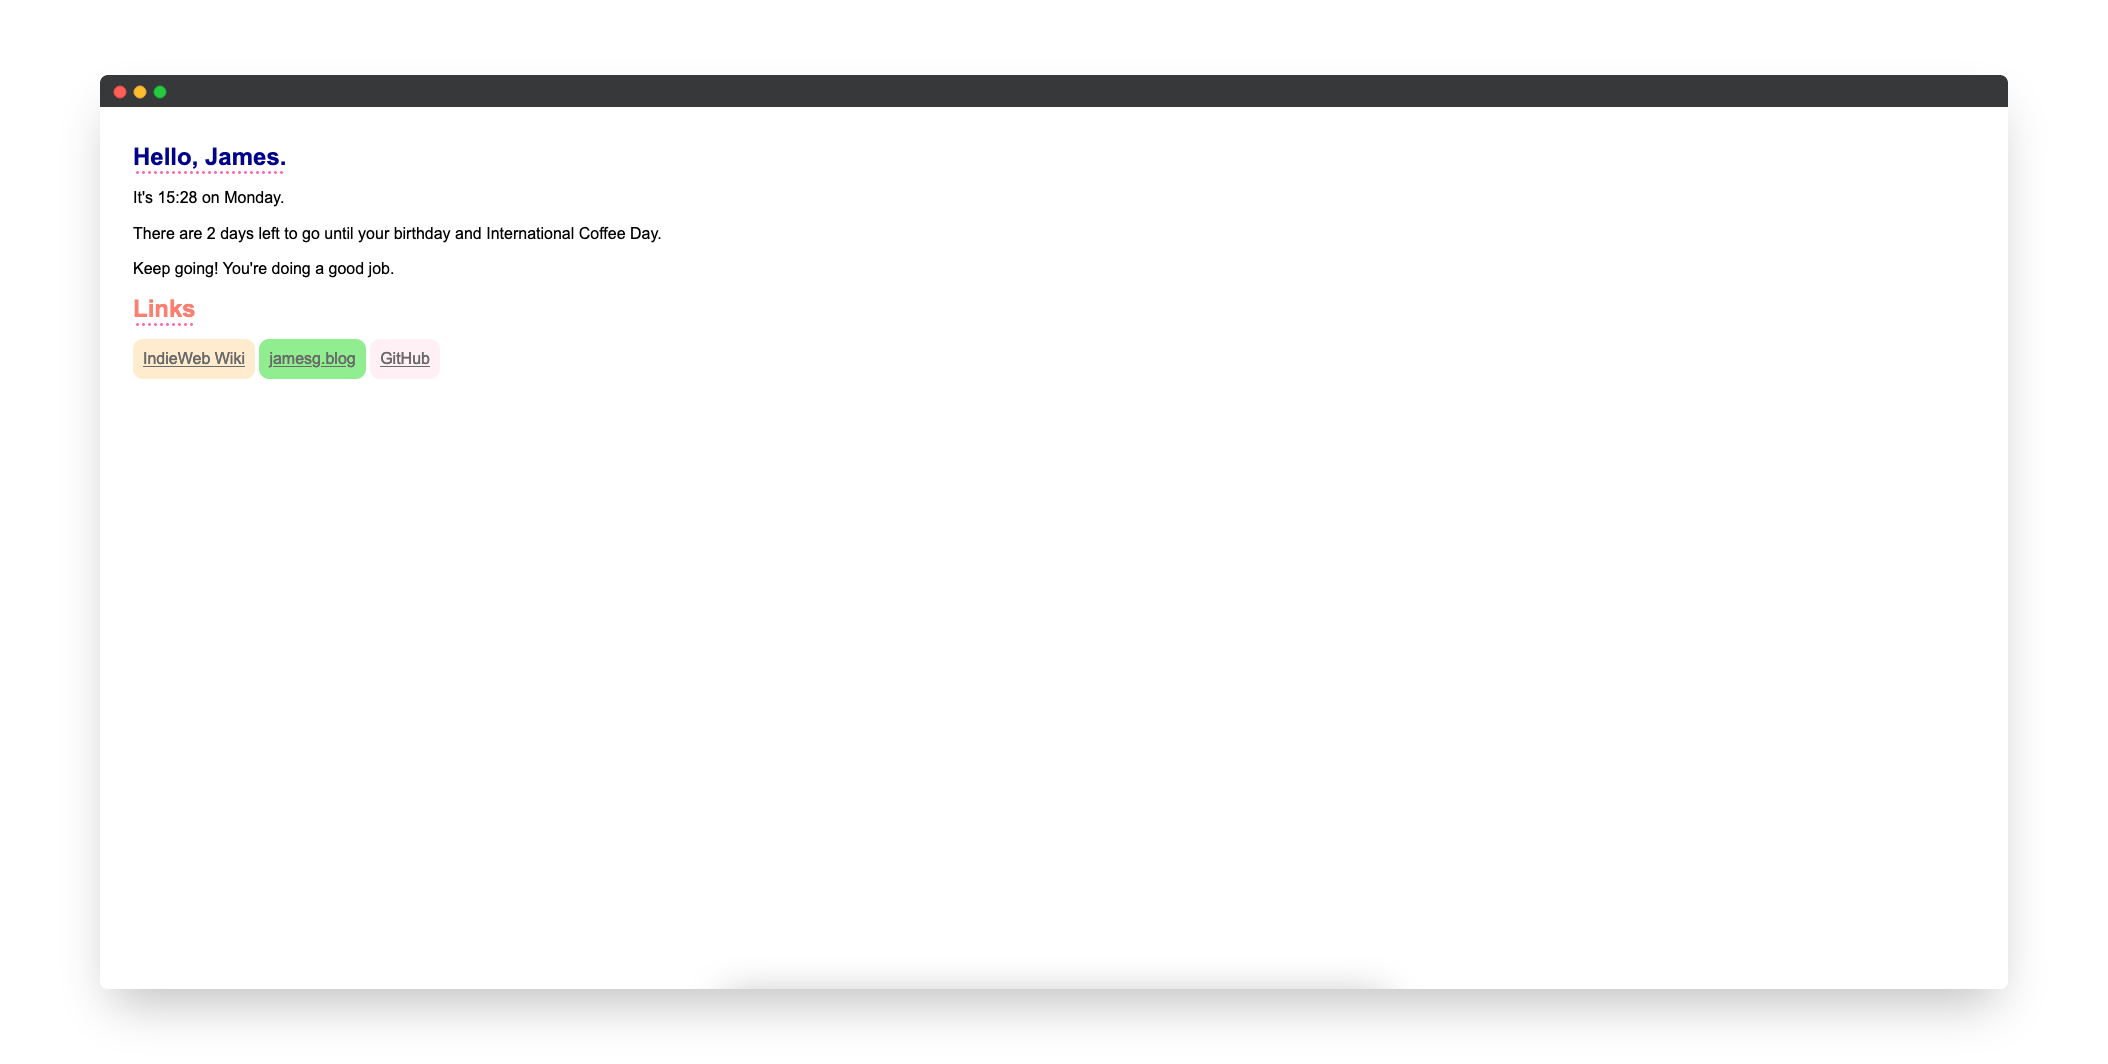 Hello, James.
It's 15:28 on Monday.
There are 2 days left to go until your birthday and International Coffee Day.
Keep going! You're doing a good job.
Links
IndieWeb Wiki jamesg.blog GitHub